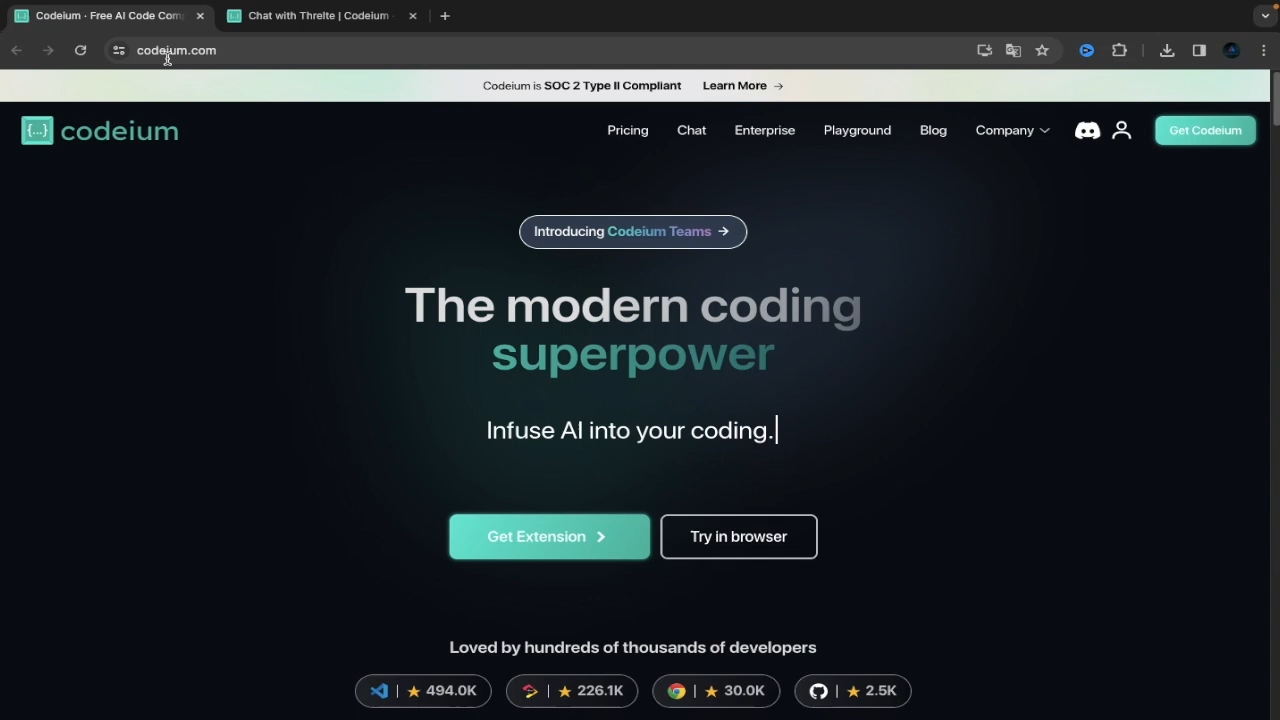 Codeium · Free AI Code Com
Chat with Threlte | Codeium
codeium.com
Codeium is SOC 2 Type II Compliant Learn More →
{...} codeium
Pricing Chat Enterprise Playground Blog Company Get Codeium
Introducing Codeium Teams →
The modern coding
superpower
Infuse AI into your coding.
Get Extension
Try in browser
Loved by hundreds of thousands of developers
| ★ 494.0K
| ★ 226.1K
| ★ 30.0K
| ★ 2.5K